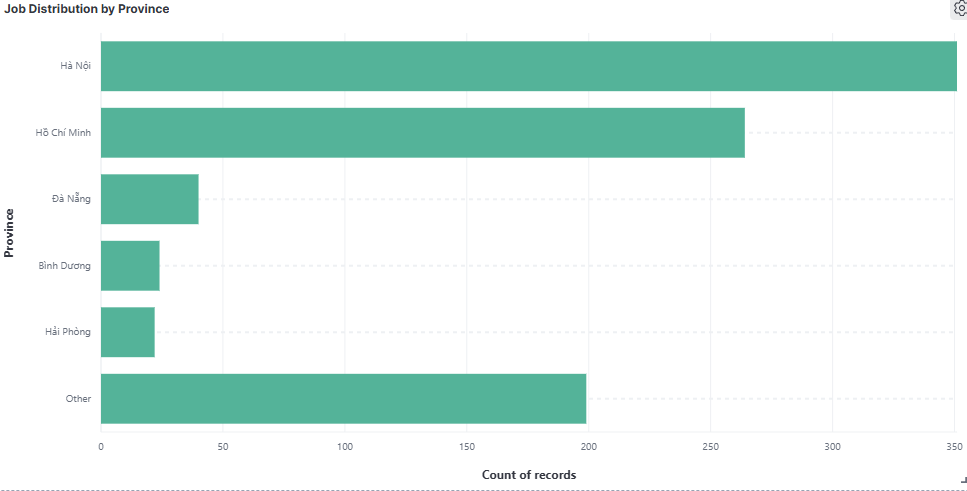 Job Distribution by Province
Province
Hà Nội
Hồ Chí Minh
Đà Nẵng
Bình Dương
Hải Phòng
Other
0 50 100 150 200 250 300 350
Count of records